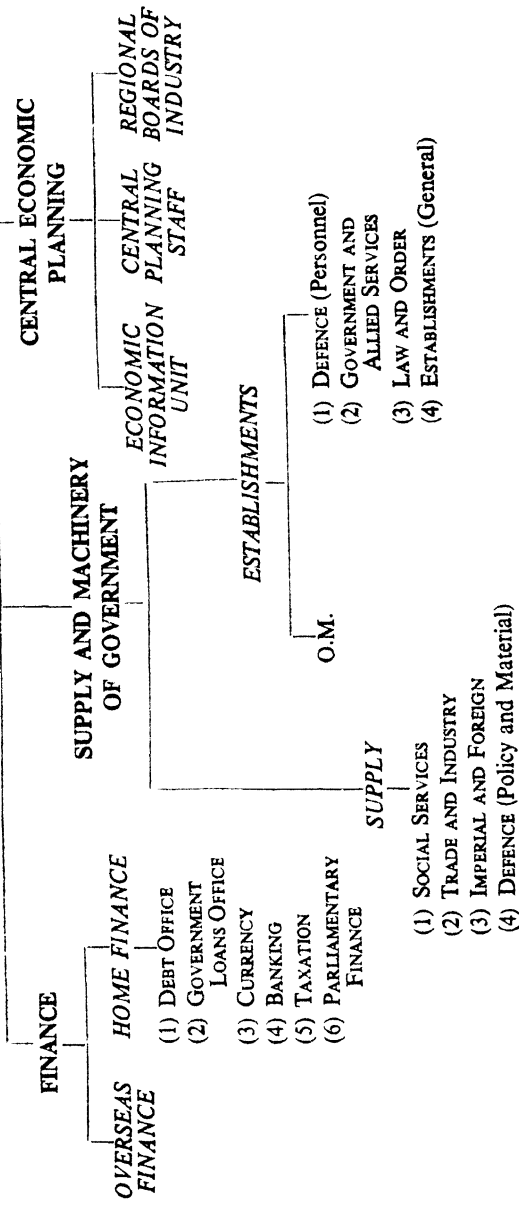 FINANCE
OVERSEAS
FINANCE
HOME FINANCE
(1) DEBT OFFICE
(2) GOVERNMENT
LOANS OFFICE
(3) CURRENCY
(4) BANKING
(5) TAXATION
(6) PARLIAMENTARY
FINANCE
SUPPLY AND MACHINERY
OF GOVERNMENT
SUPPLY
(1) SOCIAL SERVICES
(2) TRADE AND INDUSTRY
(3) IMPERIAL AND FOREIGN
(4) DEFENCE (Policy and Material)
ESTABLISHMENTS
O.M.
(1) DEFENCE (Personnel)
(2) GOVERNMENT AND
ALLIED SERVICES
(3) LAW AND ORDER
(4) ESTABLISHMENTS (General)
CENTRAL ECONOMIC
PLANNING
ECONOMIC
INFORMATION
UNIT
CENTRAL
PLANNING
STAFF
REGIONAL
BOARDS OF
INDUSTRY